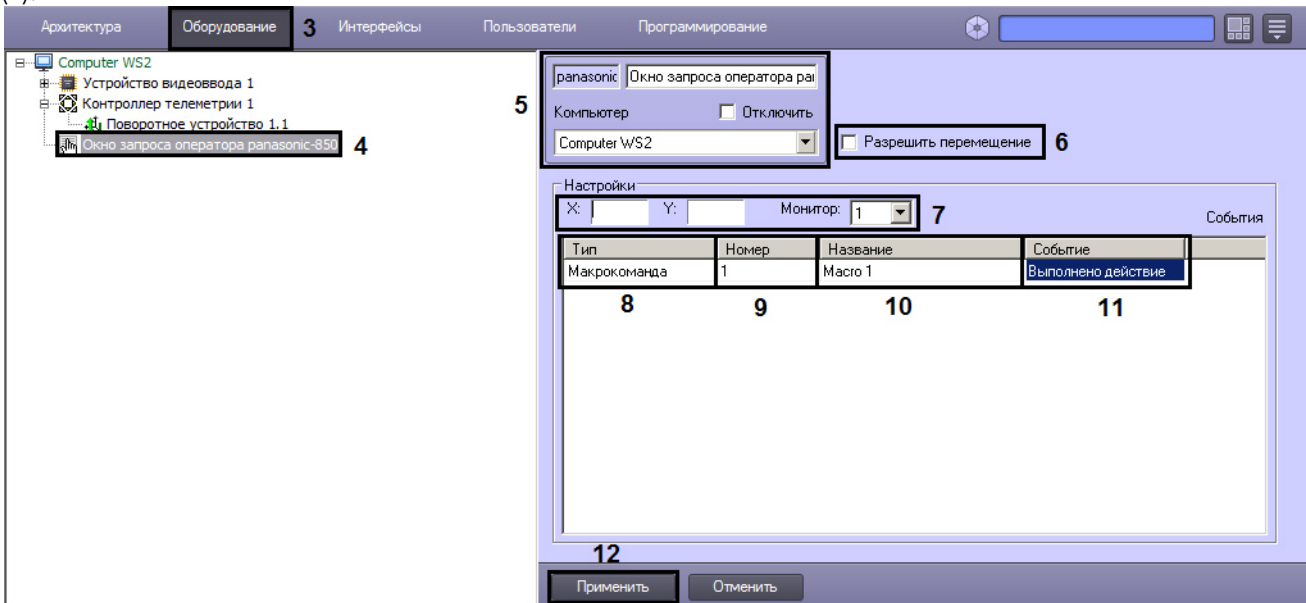 Архитектура Оборудование 3 Интерфейсы Пользователи Программирование
Computer WS2
Устройство видеоввода 1
Контроллер телеметрии 1
Поворотное устройство 1.1
Окно запроса оператора panasonic-850 4
5
panasonic Окно запроса оператора pai
Компьютер Отключить
Computer WS2
Разрешить перемещение 6
Настройки
X: Y: Монитор: 1 7
События
Тип Номер Название Событие
Макрокоманда 1 Macro 1 Выполнено действие
8 9 10 11
12
Применить Отменить